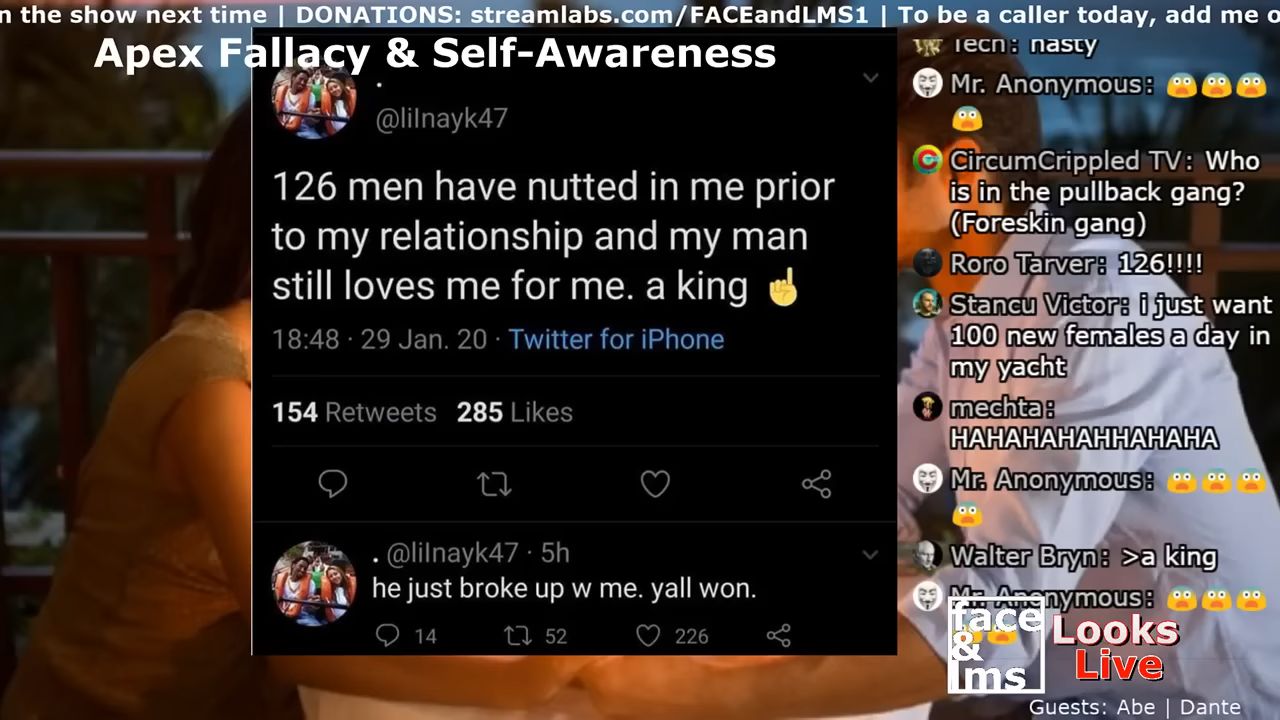 n the show next time | DONATIONS: streamlabs.com/FACEandLMS1 | To be a caller today, add me o
Apex Fallacy & Self-Awareness
.
@lilnayk47
126 men have nutted in me prior
to my relationship and my man
still loves me for me. a king ☝
18:48 · 29 Jan. 20 · Twitter for iPhone
154 Retweets 285 Likes
. @lilnayk47 · 5h
he just broke up w me. yall won.
14 52 226
Tech: nasty
Mr. Anonymous: 😨😨😨
😨
CircumCrippled TV: Who
is in the pullback gang?
(Foreskin gang)
Roro Tarver: 126!!!!
Stancu Victor: i just want
100 new females a day in
my yacht
mechta:
HAHAHAHAHHAHAHA
Mr. Anonymous: 😨😨😨
😨
Walter Bryn: >a king
Mr. Anonymous: 😨😨😨
face
&
lms
Looks
Live
Guests: Abe | Dante